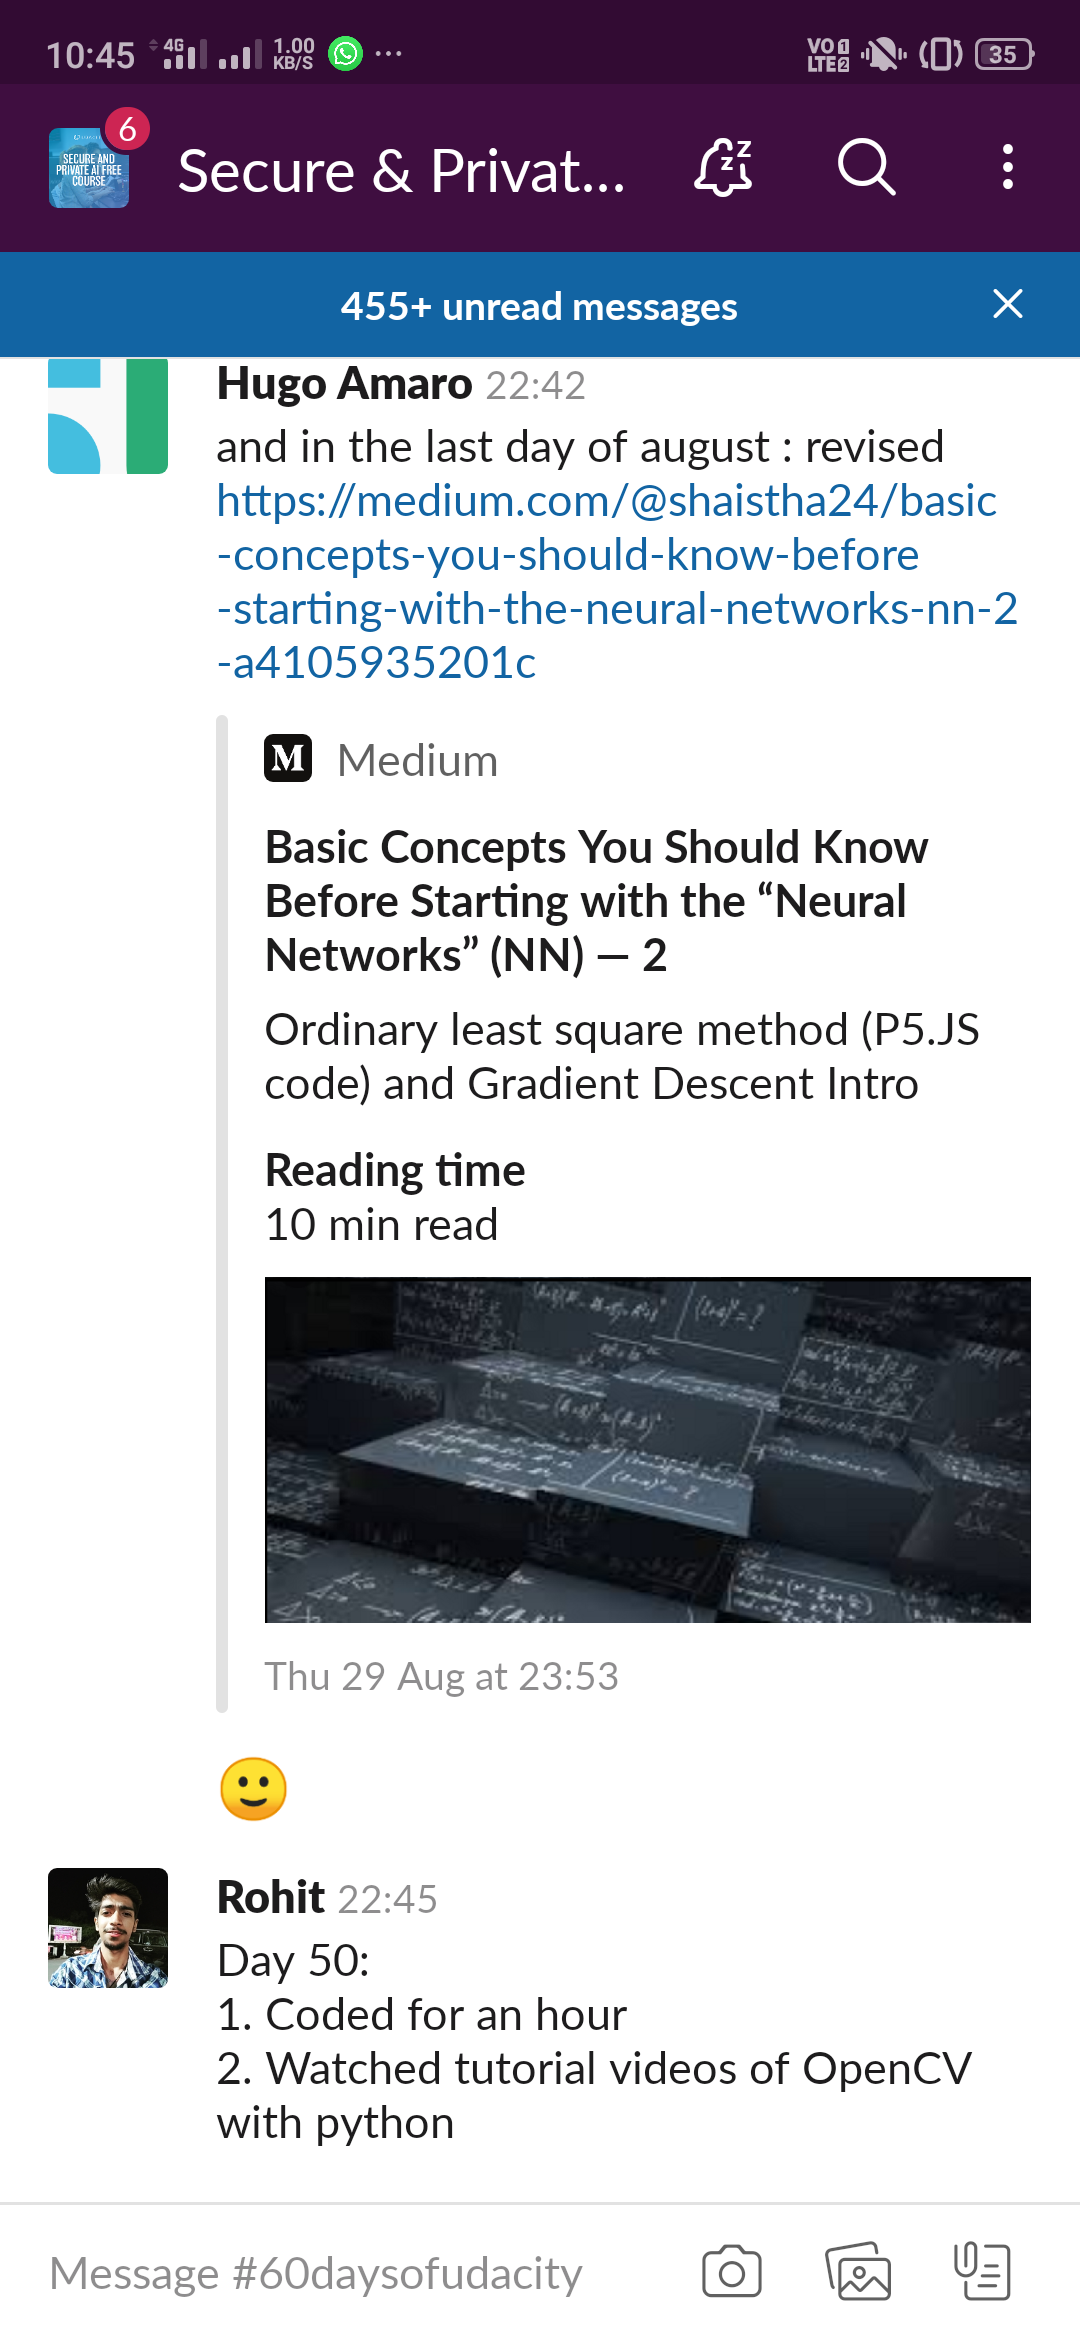 10:45 4G 1.00 KB/S ... VO 1 LTE 2 35
6
SECURE AND
PRIVATE AI FREE
COURSE
Secure & Privat...
455+ unread messages
Hugo Amaro 22:42
and in the last day of august : revised
https://medium.com/@shaistha24/basic
-concepts-you-should-know-before
-starting-with-the-neural-networks-nn-2
-a4105935201c
M Medium
Basic Concepts You Should Know
Before Starting with the “Neural
Networks” (NN) — 2
Ordinary least square method (P5.JS
code) and Gradient Descent Intro
Reading time
10 min read
Thu 29 Aug at 23:53
Rohit 22:45
Day 50:
1. Coded for an hour
2. Watched tutorial videos of OpenCV
with python
Message #60daysofudacity